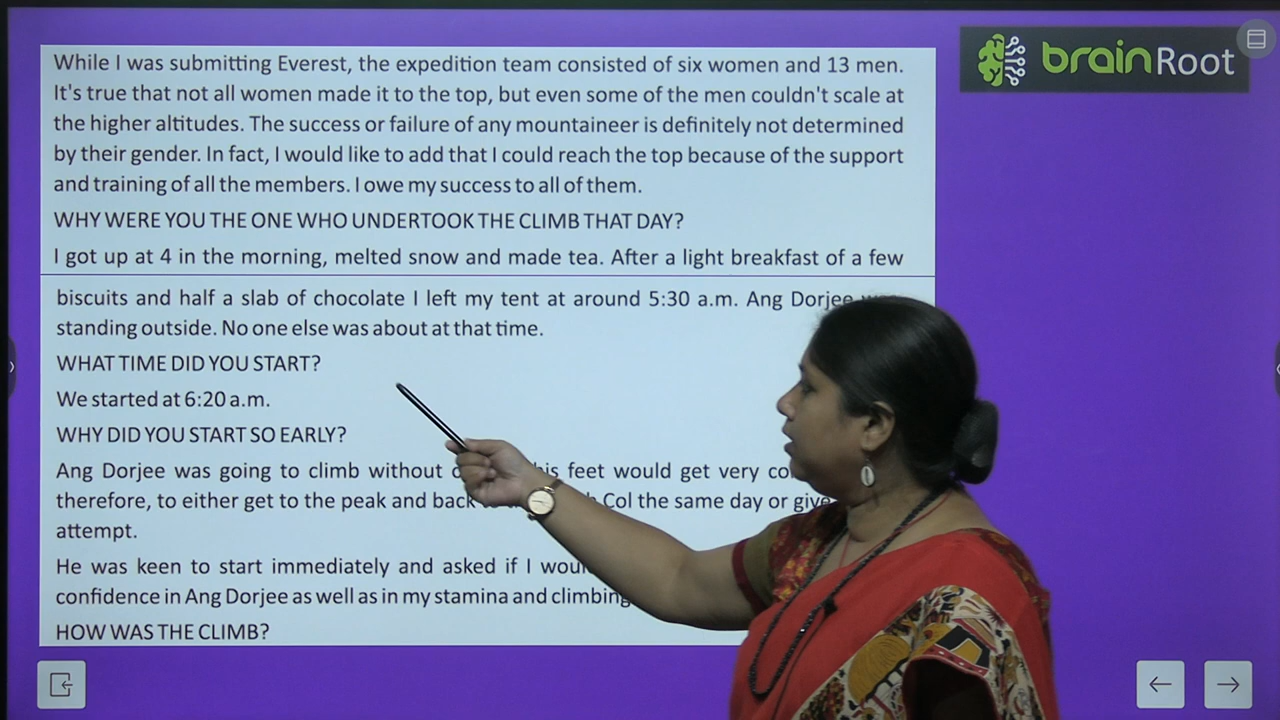 brainRoot
While I was submitting Everest, the expedition team consisted of six women and 13 men.
It's true that not all women made it to the top, but even some of the men couldn't scale at
the higher altitudes. The success or failure of any mountaineer is definitely not determined
by their gender. In fact, I would like to add that I could reach the top because of the support
and training of all the members. I owe my success to all of them.
WHY WERE YOU THE ONE WHO UNDERTOOK THE CLIMB THAT DAY?
I got up at 4 in the morning, melted snow and made tea. After a light breakfast of a few
biscuits and half a slab of chocolate I left my tent at around 5:30 a.m. Ang Dorjee
standing outside. No one else was about at that time.
WHAT TIME DID YOU START?
We started at 6:20 a.m.
WHY DID YOU START SO EARLY?
Ang Dorjee was going to climb without his feet would get very
therefore, to either get to the peak and back Col the same day or give
attempt.
He was keen to start immediately and asked if I
confidence in Ang Dorjee as well as in my stamina and climbing
HOW WAS THE CLIMB?